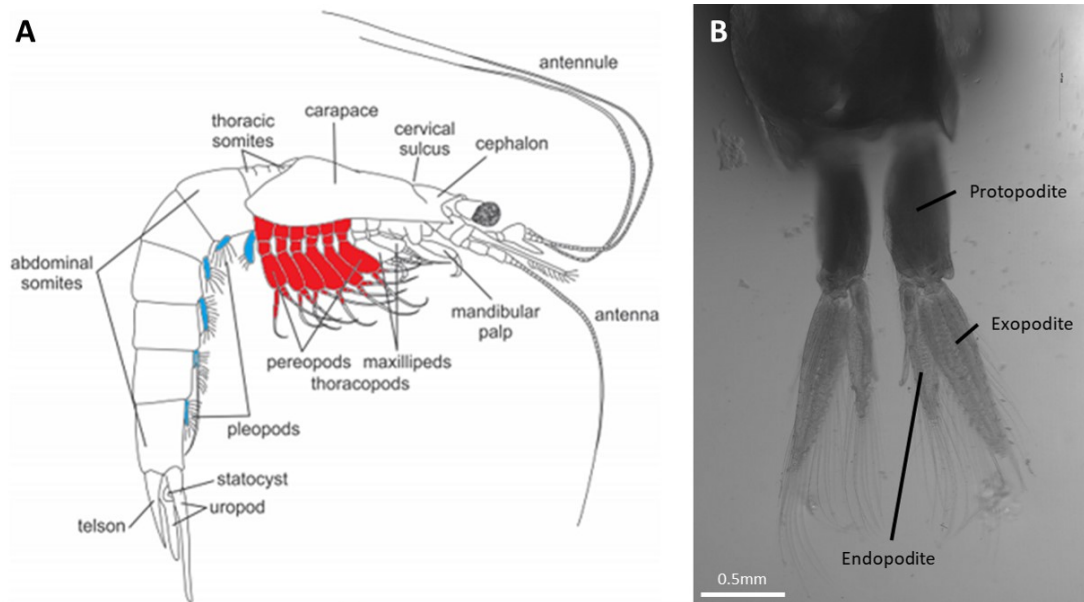 A
antennule
carapace
thoracic
somites
cervical
sulcus
cephalon
abdominal
somites
mandibular
palp
antenna
pereopods maxillipeds
thoracopods
pleopods
statocyst
uropod
telson
B
Protopodite
Exopodite
Endopodite
0.5mm